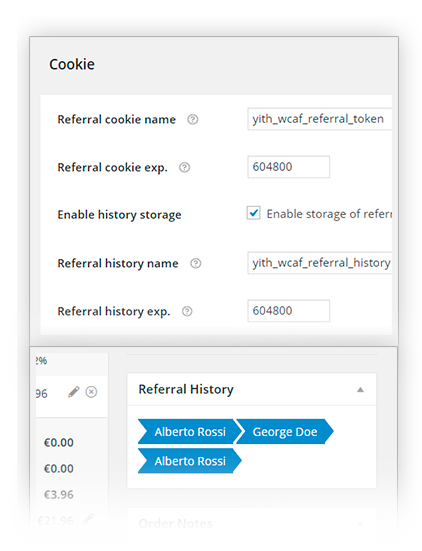 Cookie
Referral cookie name
yith_wcaf_referral_token
Referral cookie exp.
604800
Enable history storage
Enable storage of referr
Referral history name
yith_wcaf_referral_history
Referral history exp.
604800
2%
.96
Referral History
Alberto Rossi George Doe
Alberto Rossi
€0.00
€0.00
€3.96
€21.96
Order Notes